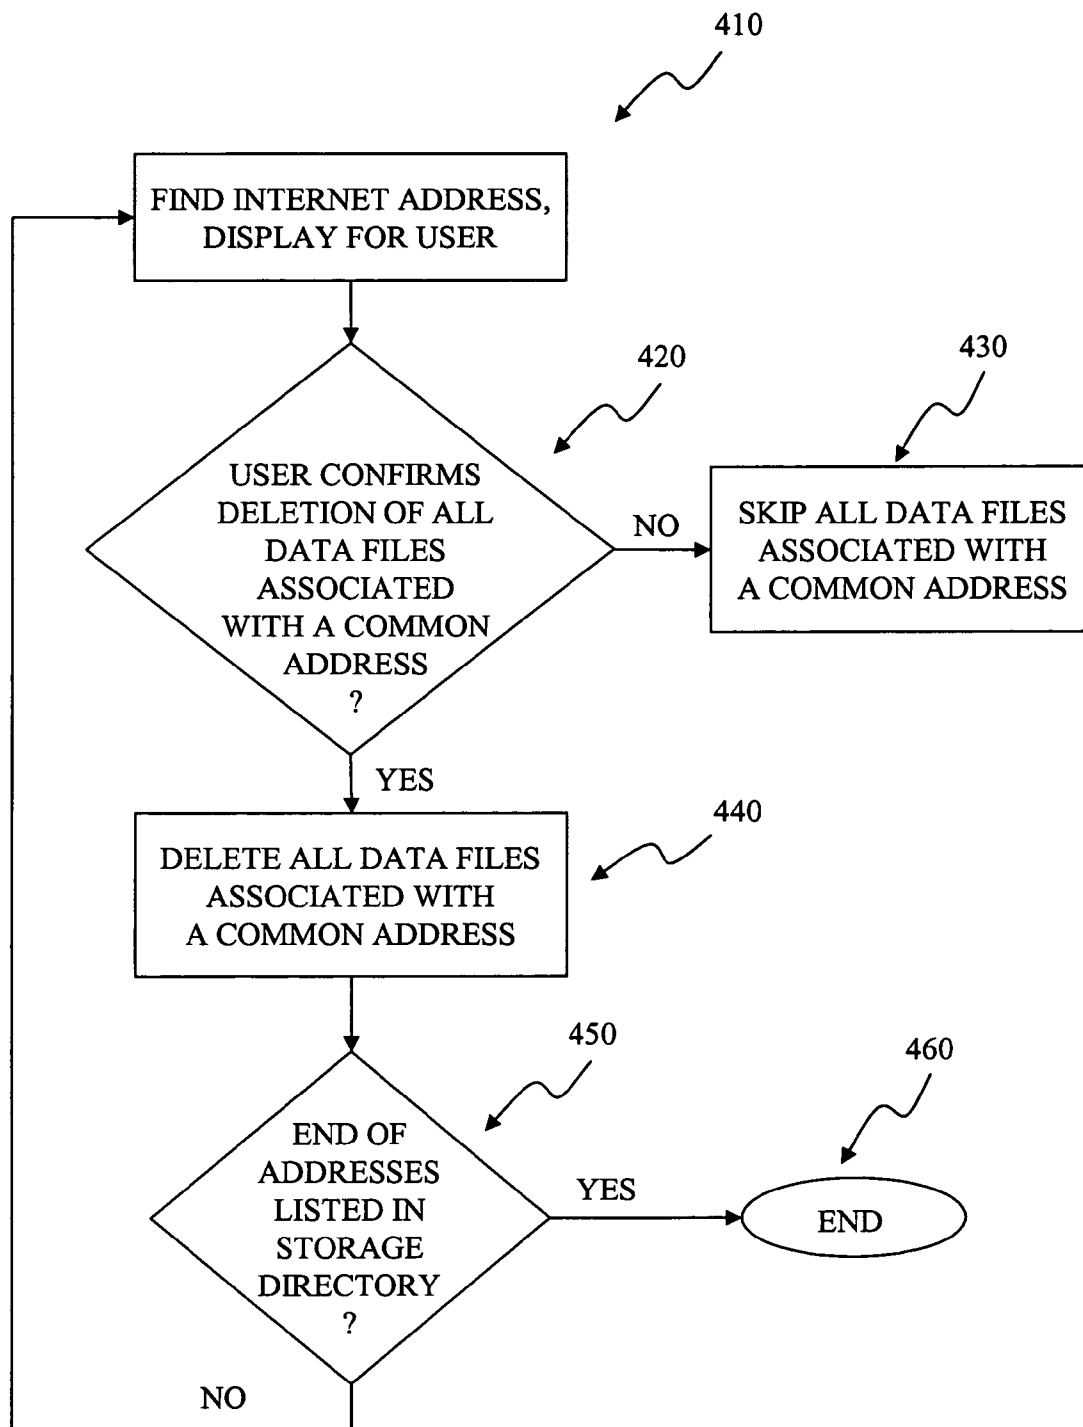 410
FIND INTERNET ADDRESS,
DISPLAY FOR USER
420
430
USER CONFIRMS
DELETION OF ALL
DATA FILES
ASSOCIATED
WITH A COMMON
ADDRESS
?
NO
SKIP ALL DATA FILES
ASSOCIATED WITH
A COMMON ADDRESS
YES
440
DELETE ALL DATA FILES
ASSOCIATED WITH
A COMMON ADDRESS
450
460
END OF
ADDRESSES
LISTED IN
STORAGE
DIRECTORY
?
YES
END
NO